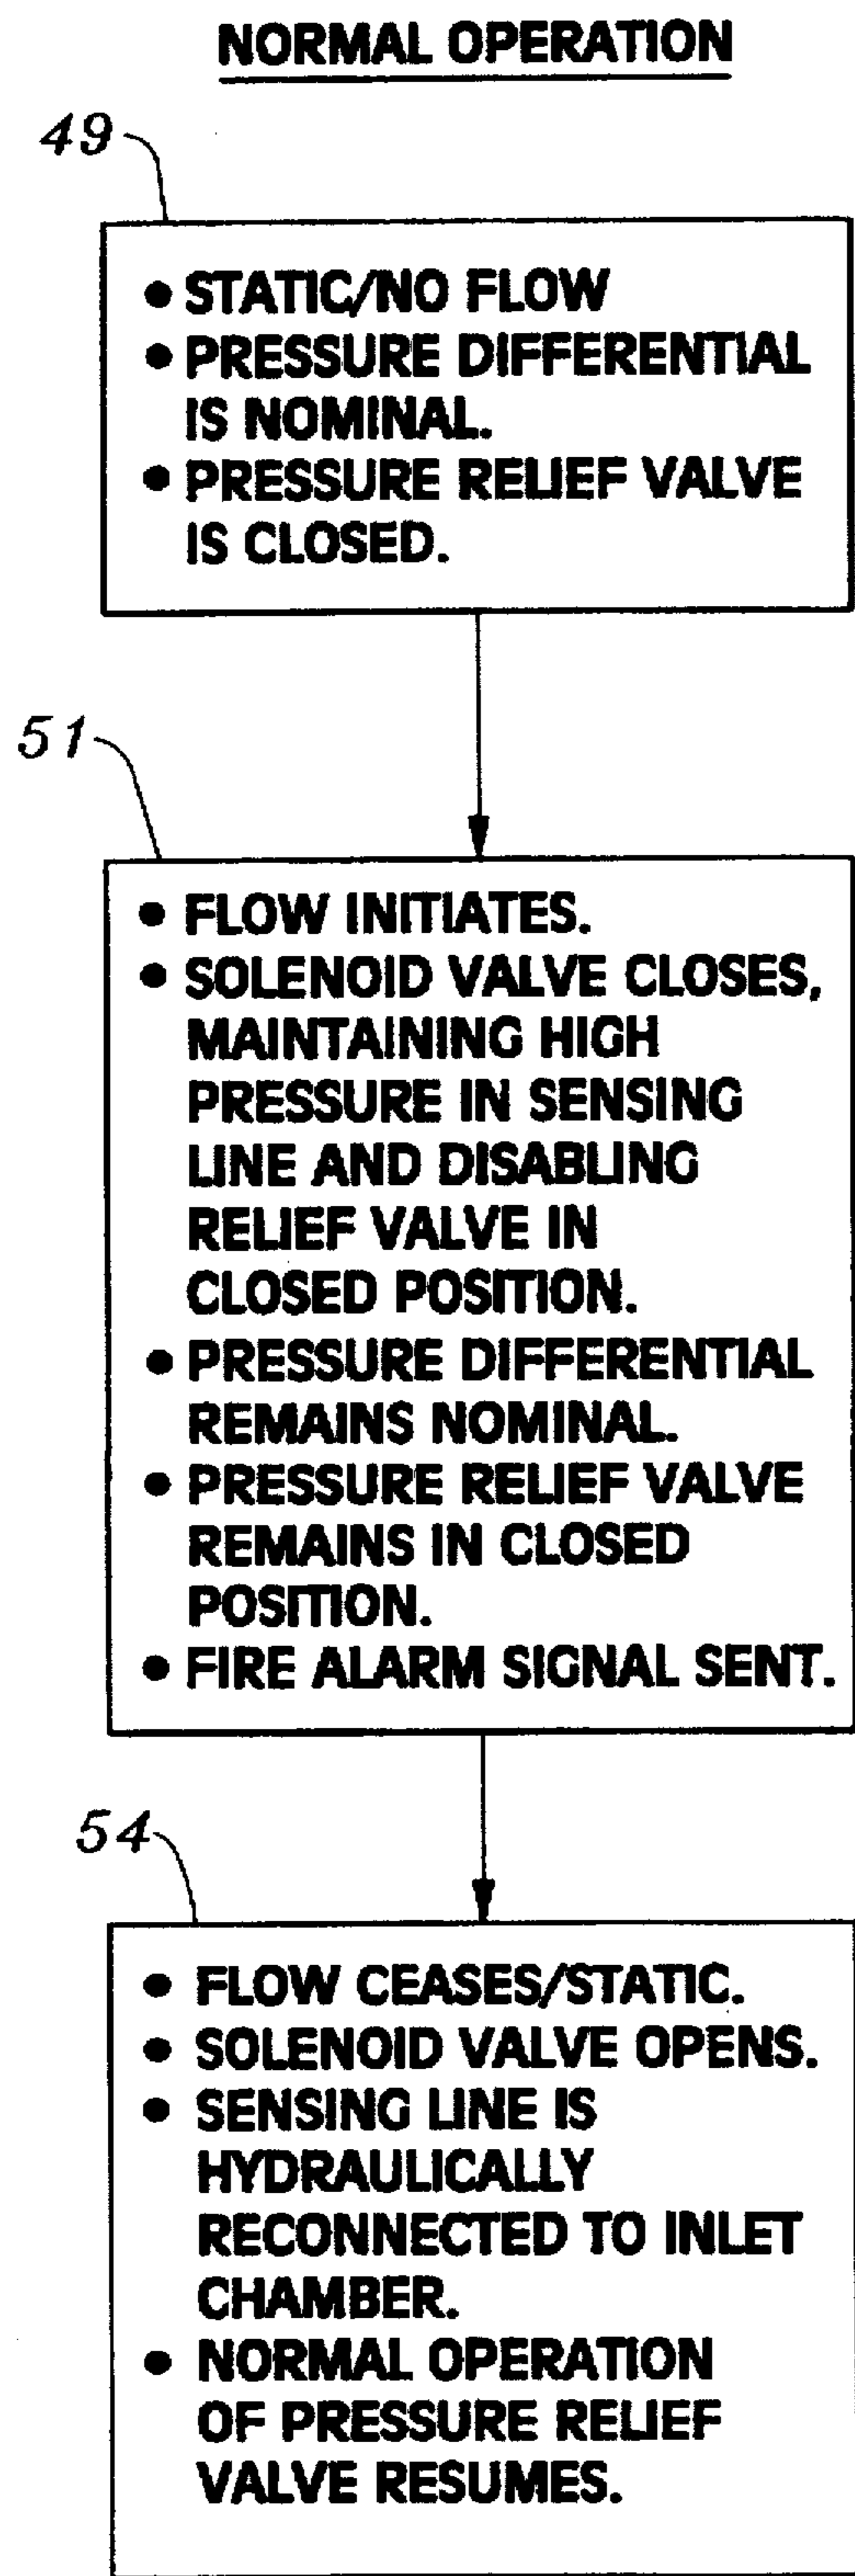 NORMAL OPERATION
49
● STATIC/NO FLOW
● PRESSURE DIFFERENTIAL
IS NOMINAL.
● PRESSURE RELIEF VALVE
IS CLOSED.
51
● FLOW INITIATES.
● SOLENOID VALVE CLOSES,
MAINTAINING HIGH
PRESSURE IN SENSING
LINE AND DISABLING
RELIEF VALVE IN
CLOSED POSITION.
● PRESSURE DIFFERENTIAL
REMAINS NOMINAL.
● PRESSURE RELIEF VALVE
REMAINS IN CLOSED
POSITION.
● FIRE ALARM SIGNAL SENT.
54
● FLOW CEASES/STATIC.
● SOLENOID VALVE OPENS.
● SENSING LINE IS
HYDRAULICALLY
RECONNECTED TO INLET
CHAMBER.
● NORMAL OPERATION
OF PRESSURE RELIEF
VALVE RESUMES.